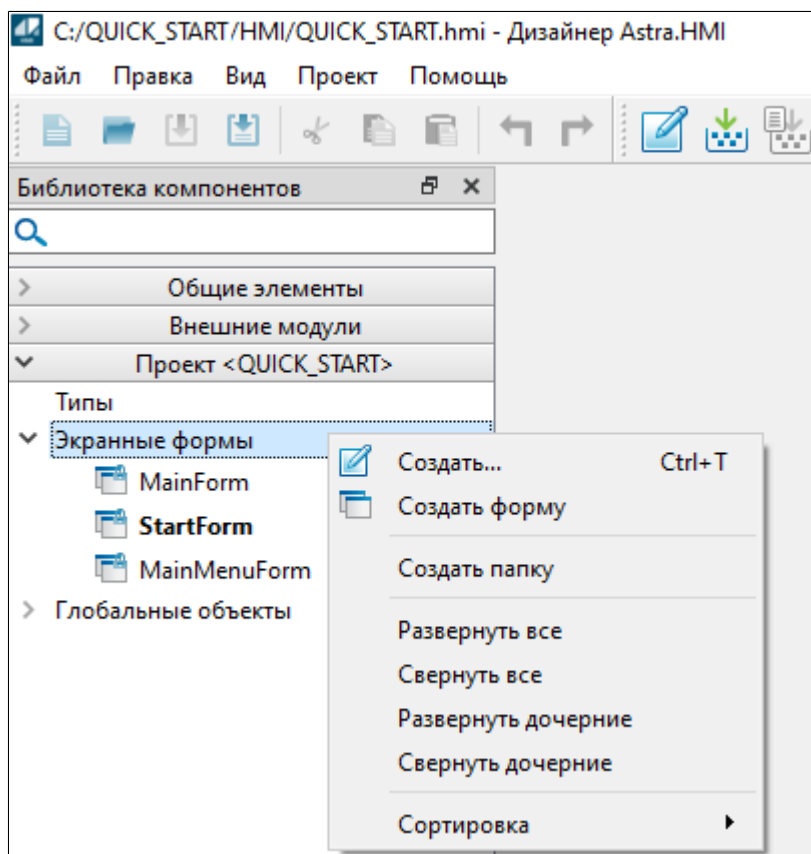 C:/QUICK_START/HMI/QUICK_START.hmi - Дизайнер Astra.HMI
Файл Правка Вид Проект Помощь
Библиотека компонентов
Общие элементы
Внешние модули
Проект <QUICK_START>
Типы
Экранные формы
MainForm
StartForm
MainMenuForm
Глобальные объекты
Создать... Ctrl+T
Создать форму
Создать папку
Развернуть все
Свернуть все
Развернуть дочерние
Свернуть дочерние
Сортировка